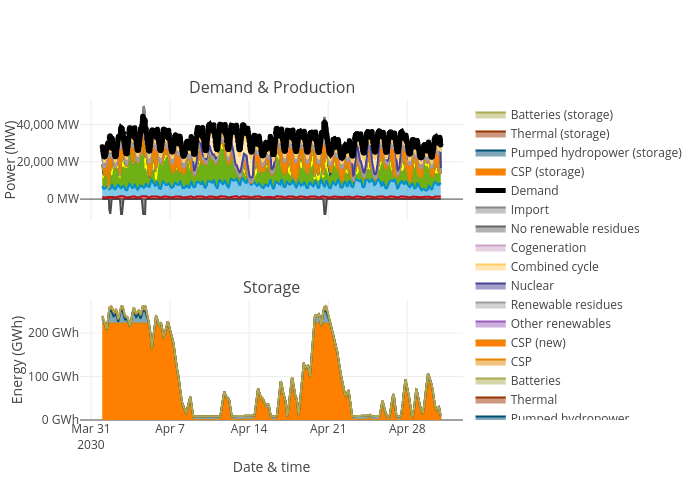 Demand & Production
Power (MW)
40,000 MW
20,000 MW
0 MW
Storage
Energy (GWh)
200 GWh
100 GWh
0 GWh
Mar 31
2030
Apr 7
Apr 14
Apr 21
Apr 28
Date & time
Batteries (storage)
Thermal (storage)
Pumped hydropower (storage)
CSP (storage)
Demand
Import
No renewable residues
Cogeneration
Combined cycle
Nuclear
Renewable residues
Other renewables
CSP (new)
CSP
Batteries
Thermal
Pumped hydropower